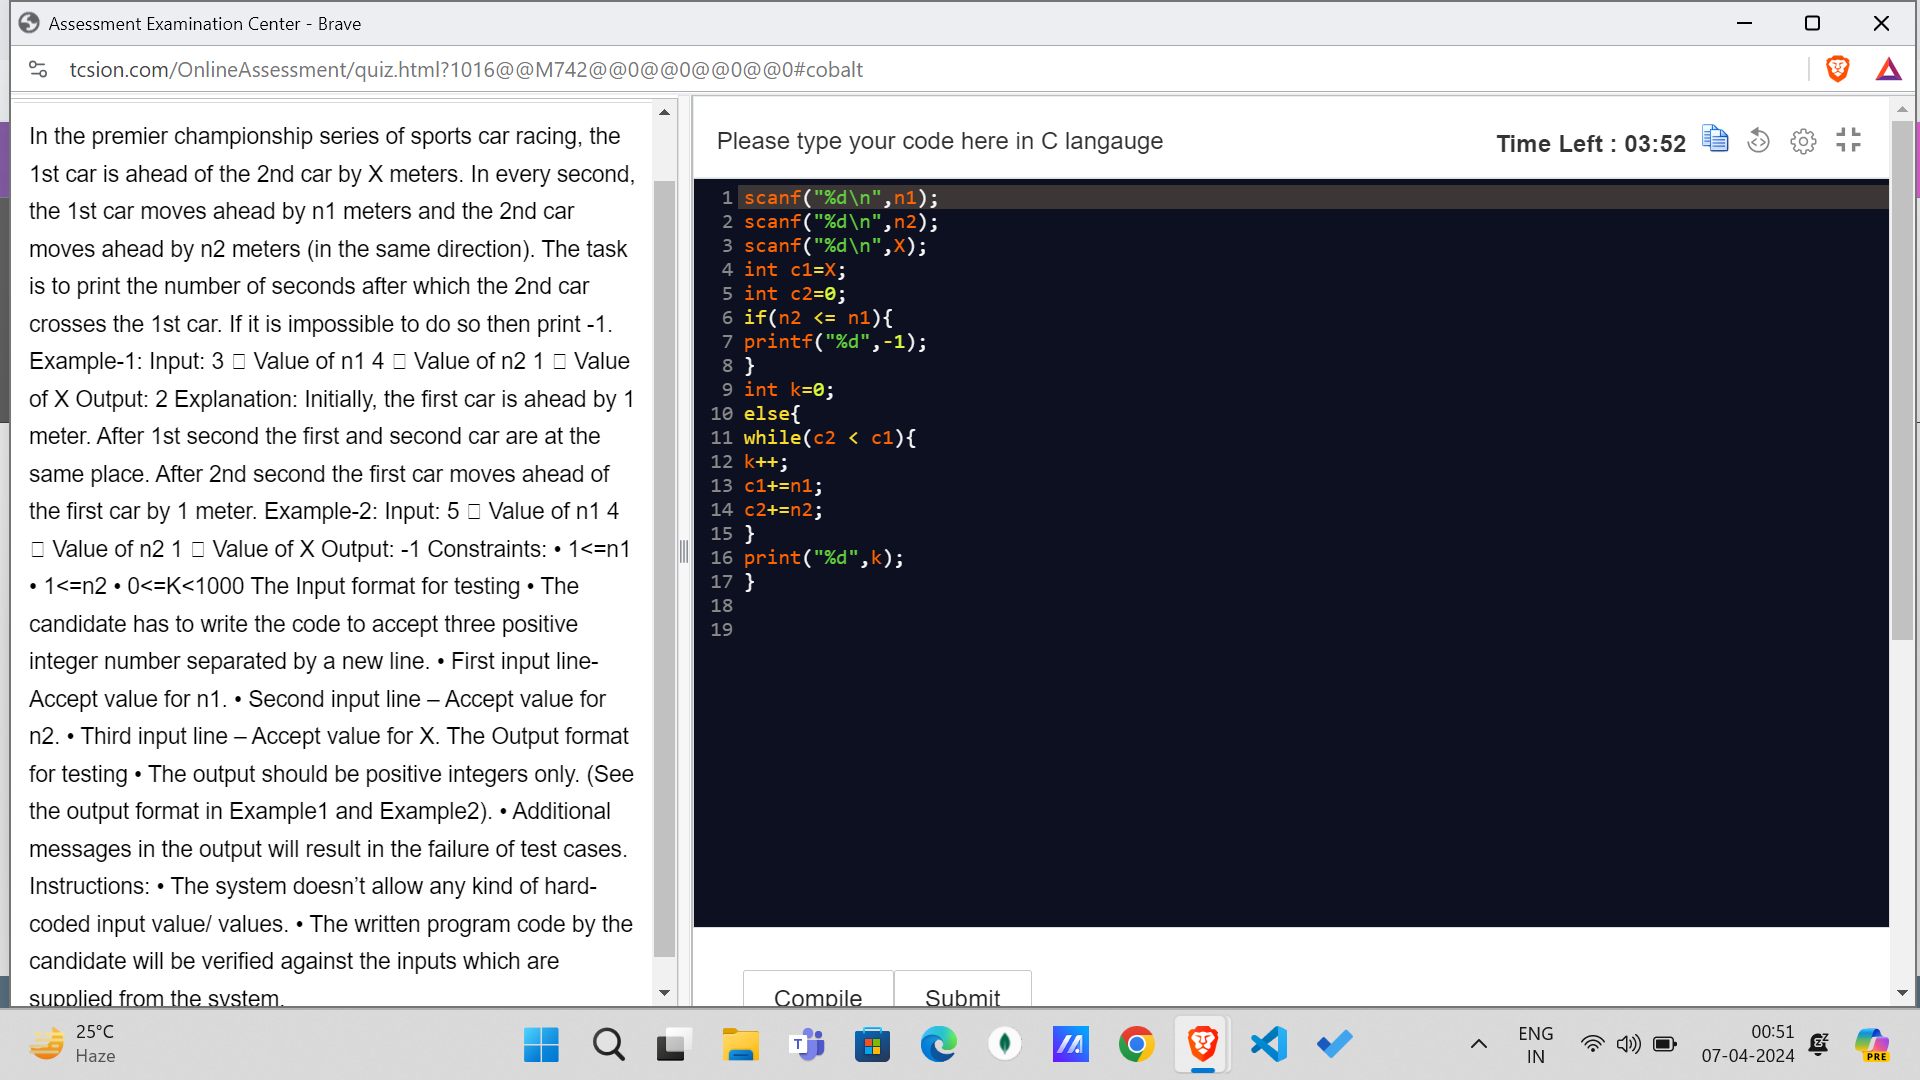 Assessment Examination Center - Brave
tcsion.com/OnlineAssessment/quiz.html?1016@@M742@@0@@0@@0@@0#cobalt
In the premier championship series of sports car racing, the
1st car is ahead of the 2nd car by X meters. In every second,
the 1st car moves ahead by n1 meters and the 2nd car
moves ahead by n2 meters (in the same direction). The task
is to print the number of seconds after which the 2nd car
crosses the 1st car. If it is impossible to do so then print -1.
Example-1: Input: 3 □ Value of n1 4 □ Value of n2 1 □ Value
of X Output: 2 Explanation: Initially, the first car is ahead by 1
meter. After 1st second the first and second car are at the
same place. After 2nd second the first car moves ahead of
the first car by 1 meter. Example-2: Input: 5 □ Value of n1 4
□ Value of n2 1 □ Value of X Output: -1 Constraints: • 1<=n1
• 1<=n2 • 0<=K<1000 The Input format for testing • The
candidate has to write the code to accept three positive
integer number separated by a new line. • First input line-
Accept value for n1. • Second input line – Accept value for
n2. • Third input line – Accept value for X. The Output format
for testing • The output should be positive integers only. (See
the output format in Example1 and Example2). • Additional
messages in the output will result in the failure of test cases.
Instructions: • The system doesn't allow any kind of hard-
coded input value/ values. • The written program code by the
candidate will be verified against the inputs which are
supplied from the system.
Please type your code here in C langauge
Time Left : 03:52
1 scanf("%d\n",n1);
2 scanf("%d\n",n2);
3 scanf("%d\n",X);
4 int c1=X;
5 int c2=0;
6 if(n2 <= n1){
7 printf("%d",-1);
8 }
9 int k=0;
10 else{
11 while(c2 < c1){
12 k++;
13 c1+=n1;
14 c2+=n2;
15 }
16 print("%d",k);
17 }
18
19
Compile
Submit
25°C
Haze
ENG
IN
00:51
07-04-2024
PRE